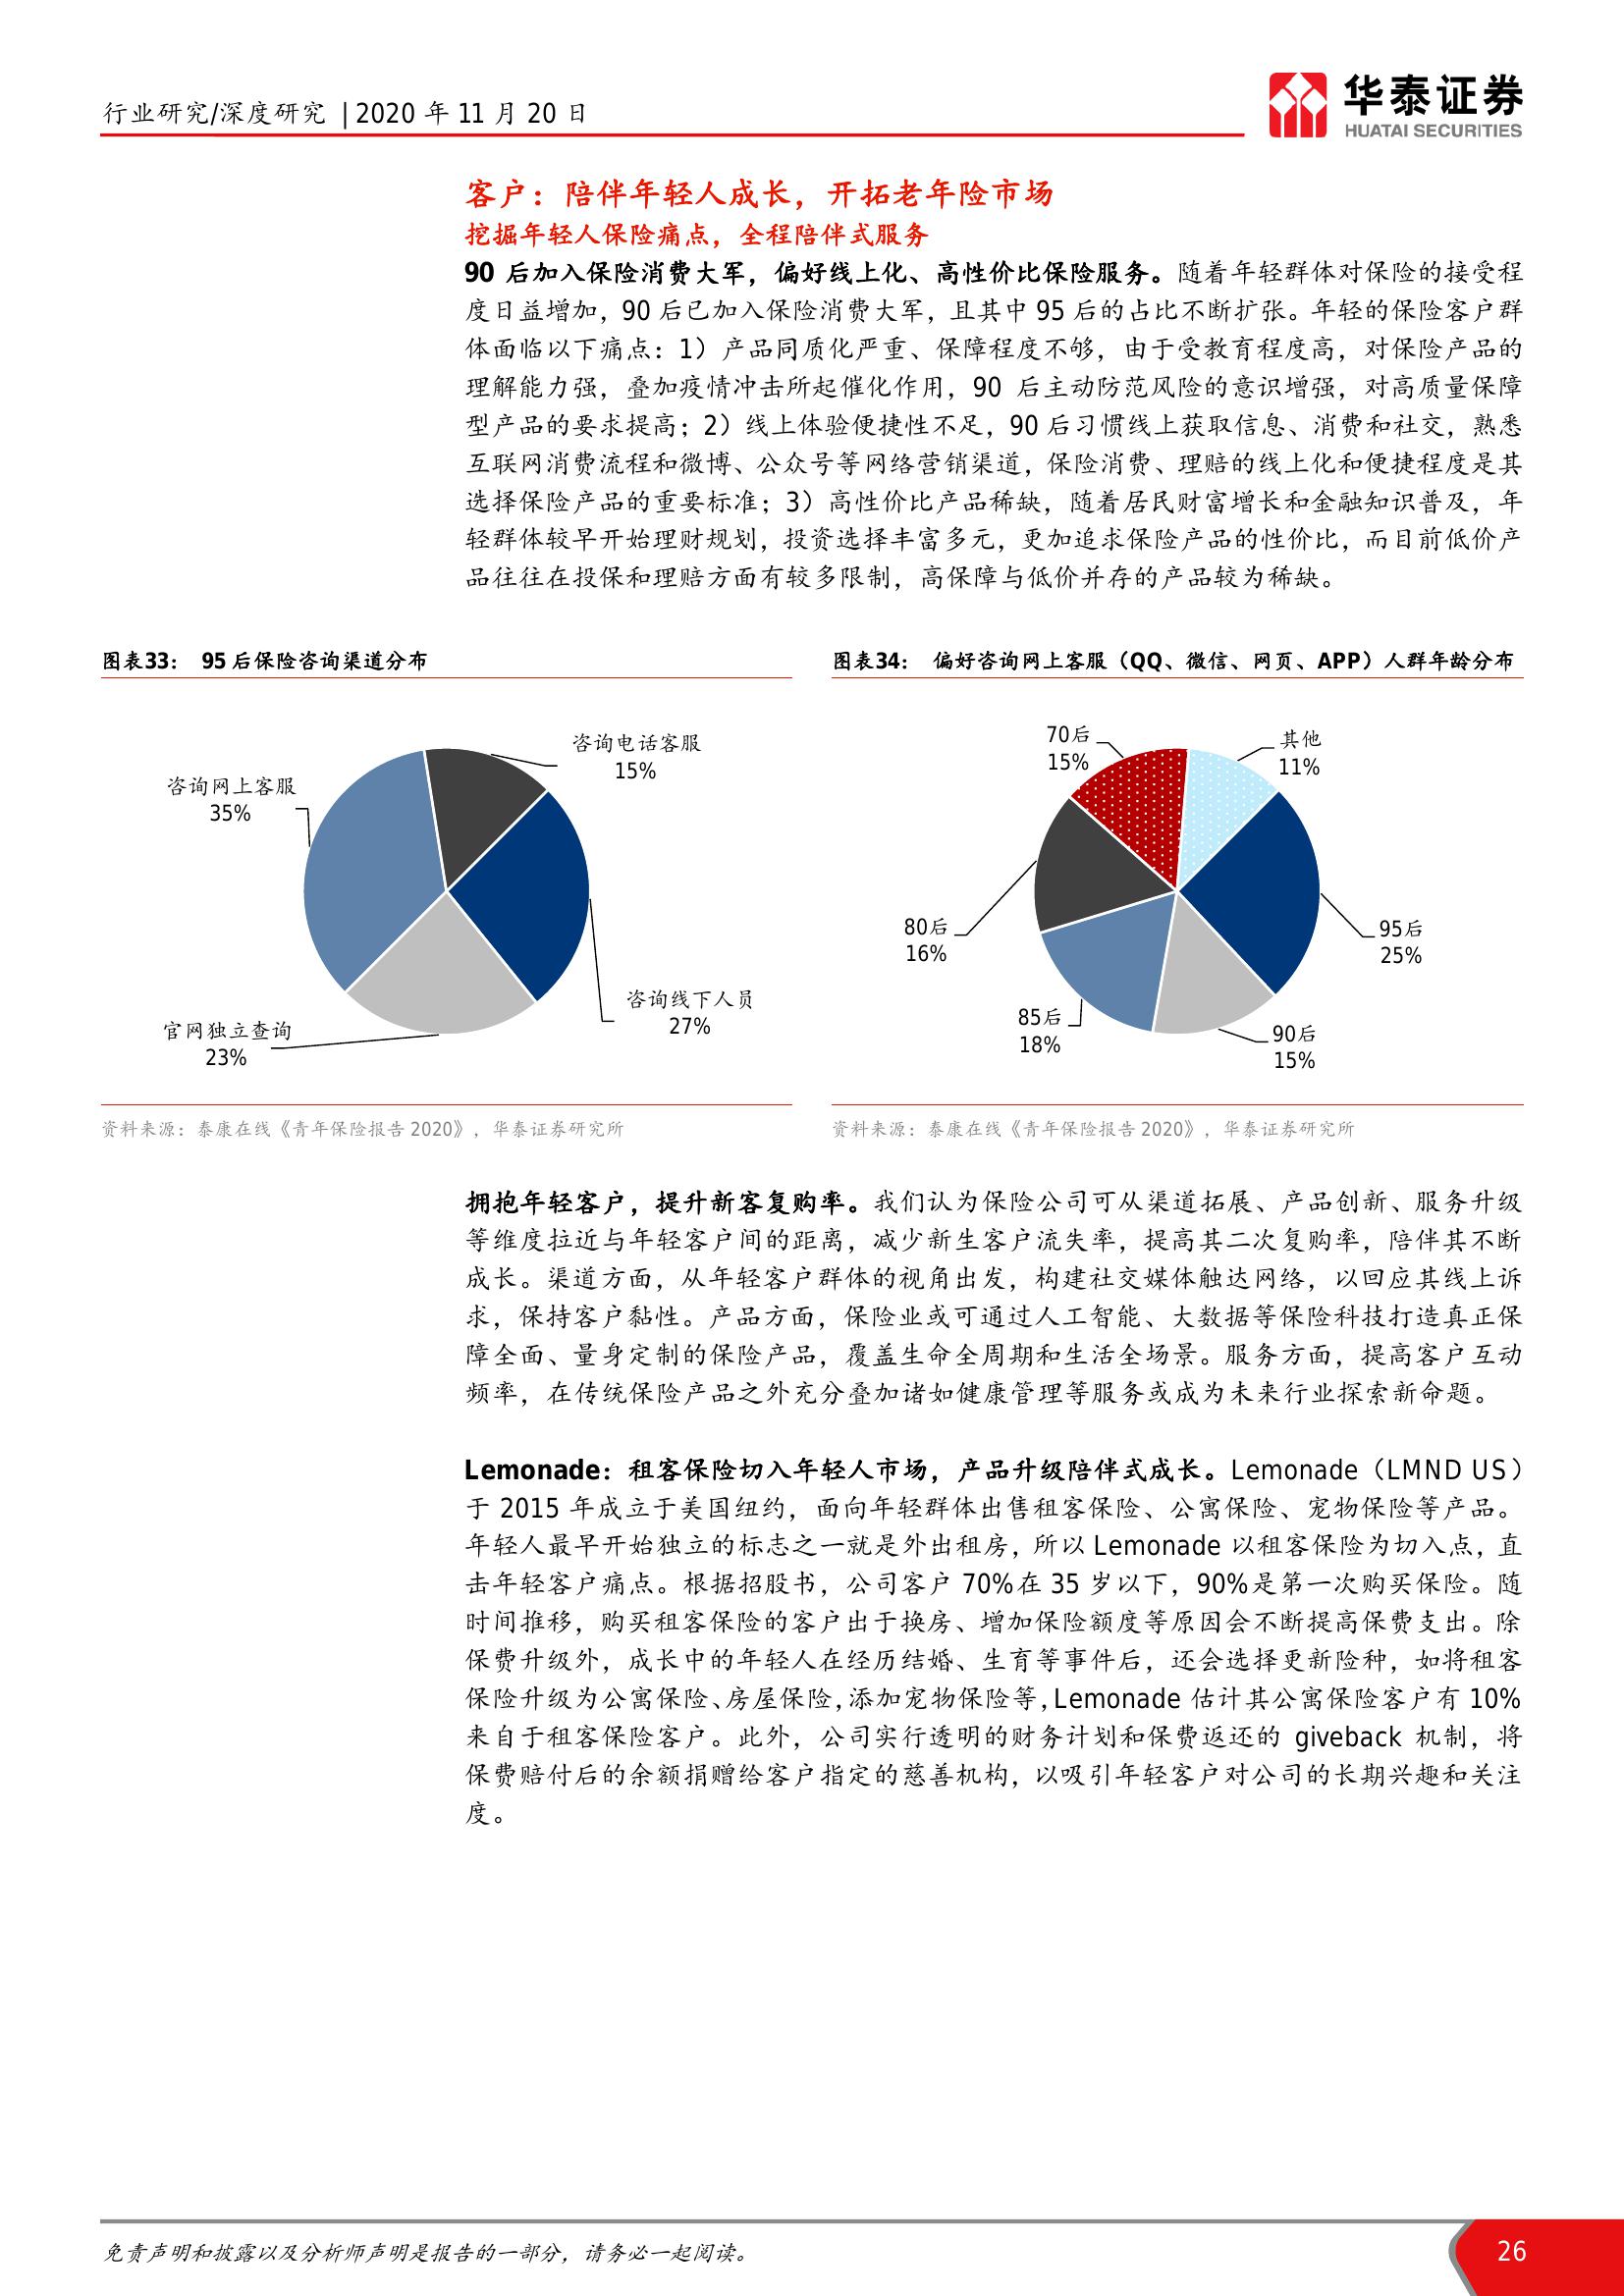 行业研究/深度研究 | 2020 年 11 月 20 日
华泰证券
HUATAI SECURITIES
客户：陪伴年轻人成长，开拓老年险市场
挖掘年轻人保险痛点，全程陪伴式服务
90 后加入保险消费大军，偏好线上化、高性价比保险服务。随着年轻群体对保险的接受程
度日益增加，90 后已加入保险消费大军，且其中 95 后的占比不断扩张。年轻的保险客户群
体面临以下痛点：1）产品同质化严重、保障程度不够，由于受教育程度高，对保险产品的
理解能力强，叠加疫情冲击所起催化作用，90 后主动防范风险的意识增强，对高质量保障
型产品的要求提高；2）线上体验便捷性不足，90 后习惯线上获取信息、消费和社交，熟悉
互联网消费流程和微博、公众号等网络营销渠道，保险消费、理赔的线上化和便捷程度是其
选择保险产品的重要标准；3）高性价比产品稀缺，随着居民财富增长和金融知识普及，年
轻群体较早开始理财规划，投资选择丰富多元，更加追求保险产品的性价比，而目前低价产
品往往在投保和理赔方面有较多限制，高保障与低价并存的产品较为稀缺。
图表33： 95 后保险咨询渠道分布
咨询电话客服
15%
咨询网上客服
35%
咨询线下人员
27%
官网独立查询
23%
资料来源：泰康在线《青年保险报告 2020》，华泰证券研究所
图表34： 偏好咨询网上客服（QQ、微信、网页、APP）人群年龄分布
70后
15%
其他
11%
80后
16%
95后
25%
85后
18%
90后
15%
资料来源：泰康在线《青年保险报告 2020》，华泰证券研究所
拥抱年轻客户，提升新客复购率。我们认为保险公司可从渠道拓展、产品创新、服务升级
等维度拉近与年轻客户间的距离，减少新生客户流失率，提高其二次复购率，陪伴其不断
成长。渠道方面，从年轻客户群体的视角出发，构建社交媒体触达网络，以回应其线上诉
求，保持客户黏性。产品方面，保险业或可通过人工智能、大数据等保险科技打造真正保
障全面、量身定制的保险产品，覆盖生命全周期和生活全场景。服务方面，提高客户互动
频率，在传统保险产品之外充分叠加诸如健康管理等服务或成为未来行业探索新命题。
Lemonade：租客保险切入年轻人市场，产品升级陪伴式成长。Lemonade（LMND US）
于 2015 年成立于美国纽约，面向年轻群体出售租客保险、公寓保险、宠物保险等产品。
年轻人最早开始独立的标志之一就是外出租房，所以 Lemonade 以租客保险为切入点，直
击年轻客户痛点。根据招股书，公司客户 70%在 35 岁以下，90%是第一次购买保险。随
时间推移，购买租客保险的客户出于换房、增加保险额度等原因会不断提高保费支出。除
保费升级外，成长中的年轻人在经历结婚、生育等事件后，还会选择更新险种，如将租客
保险升级为公寓保险、房屋保险，添加宠物保险等，Lemonade 估计其公寓保险客户有 10%
来自于租客保险客户。此外，公司实行透明的财务计划和保费返还的 giveback 机制，将
保费赔付后的余额捐赠给客户指定的慈善机构，以吸引年轻客户对公司的长期兴趣和关注
度。
免责声明和披露以及分析师声明是报告的一部分，请务必一起阅读。
26